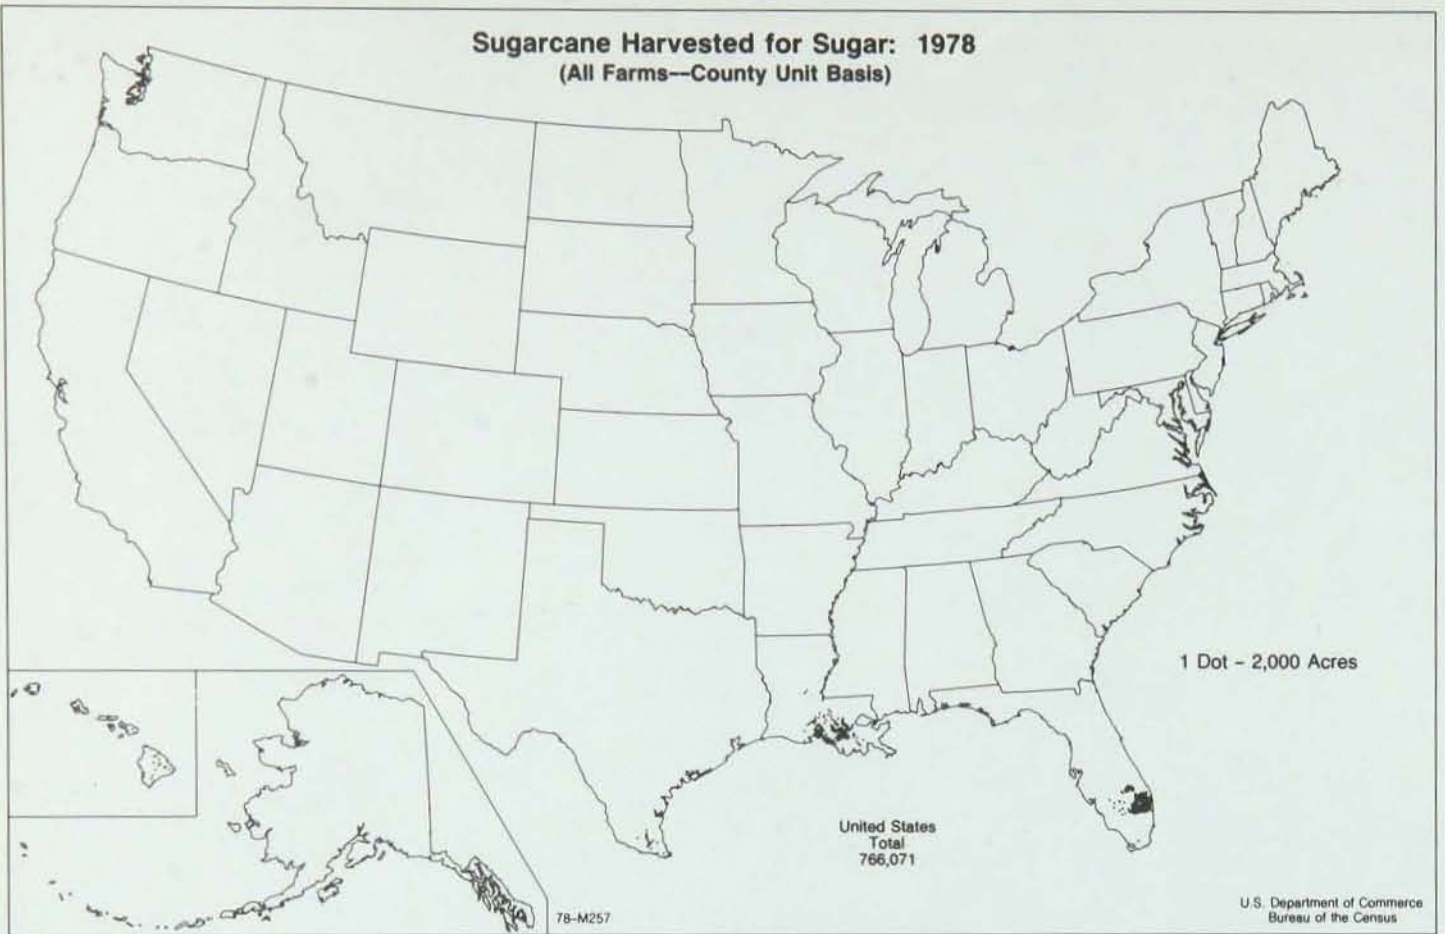 Sugarcane Harvested for Sugar: 1978
(All Farms--County Unit Basis)
1 Dot - 2,000 Acres
United States
Total
766,071
78-M257
U.S. Department of Commerce
Bureau of the Census